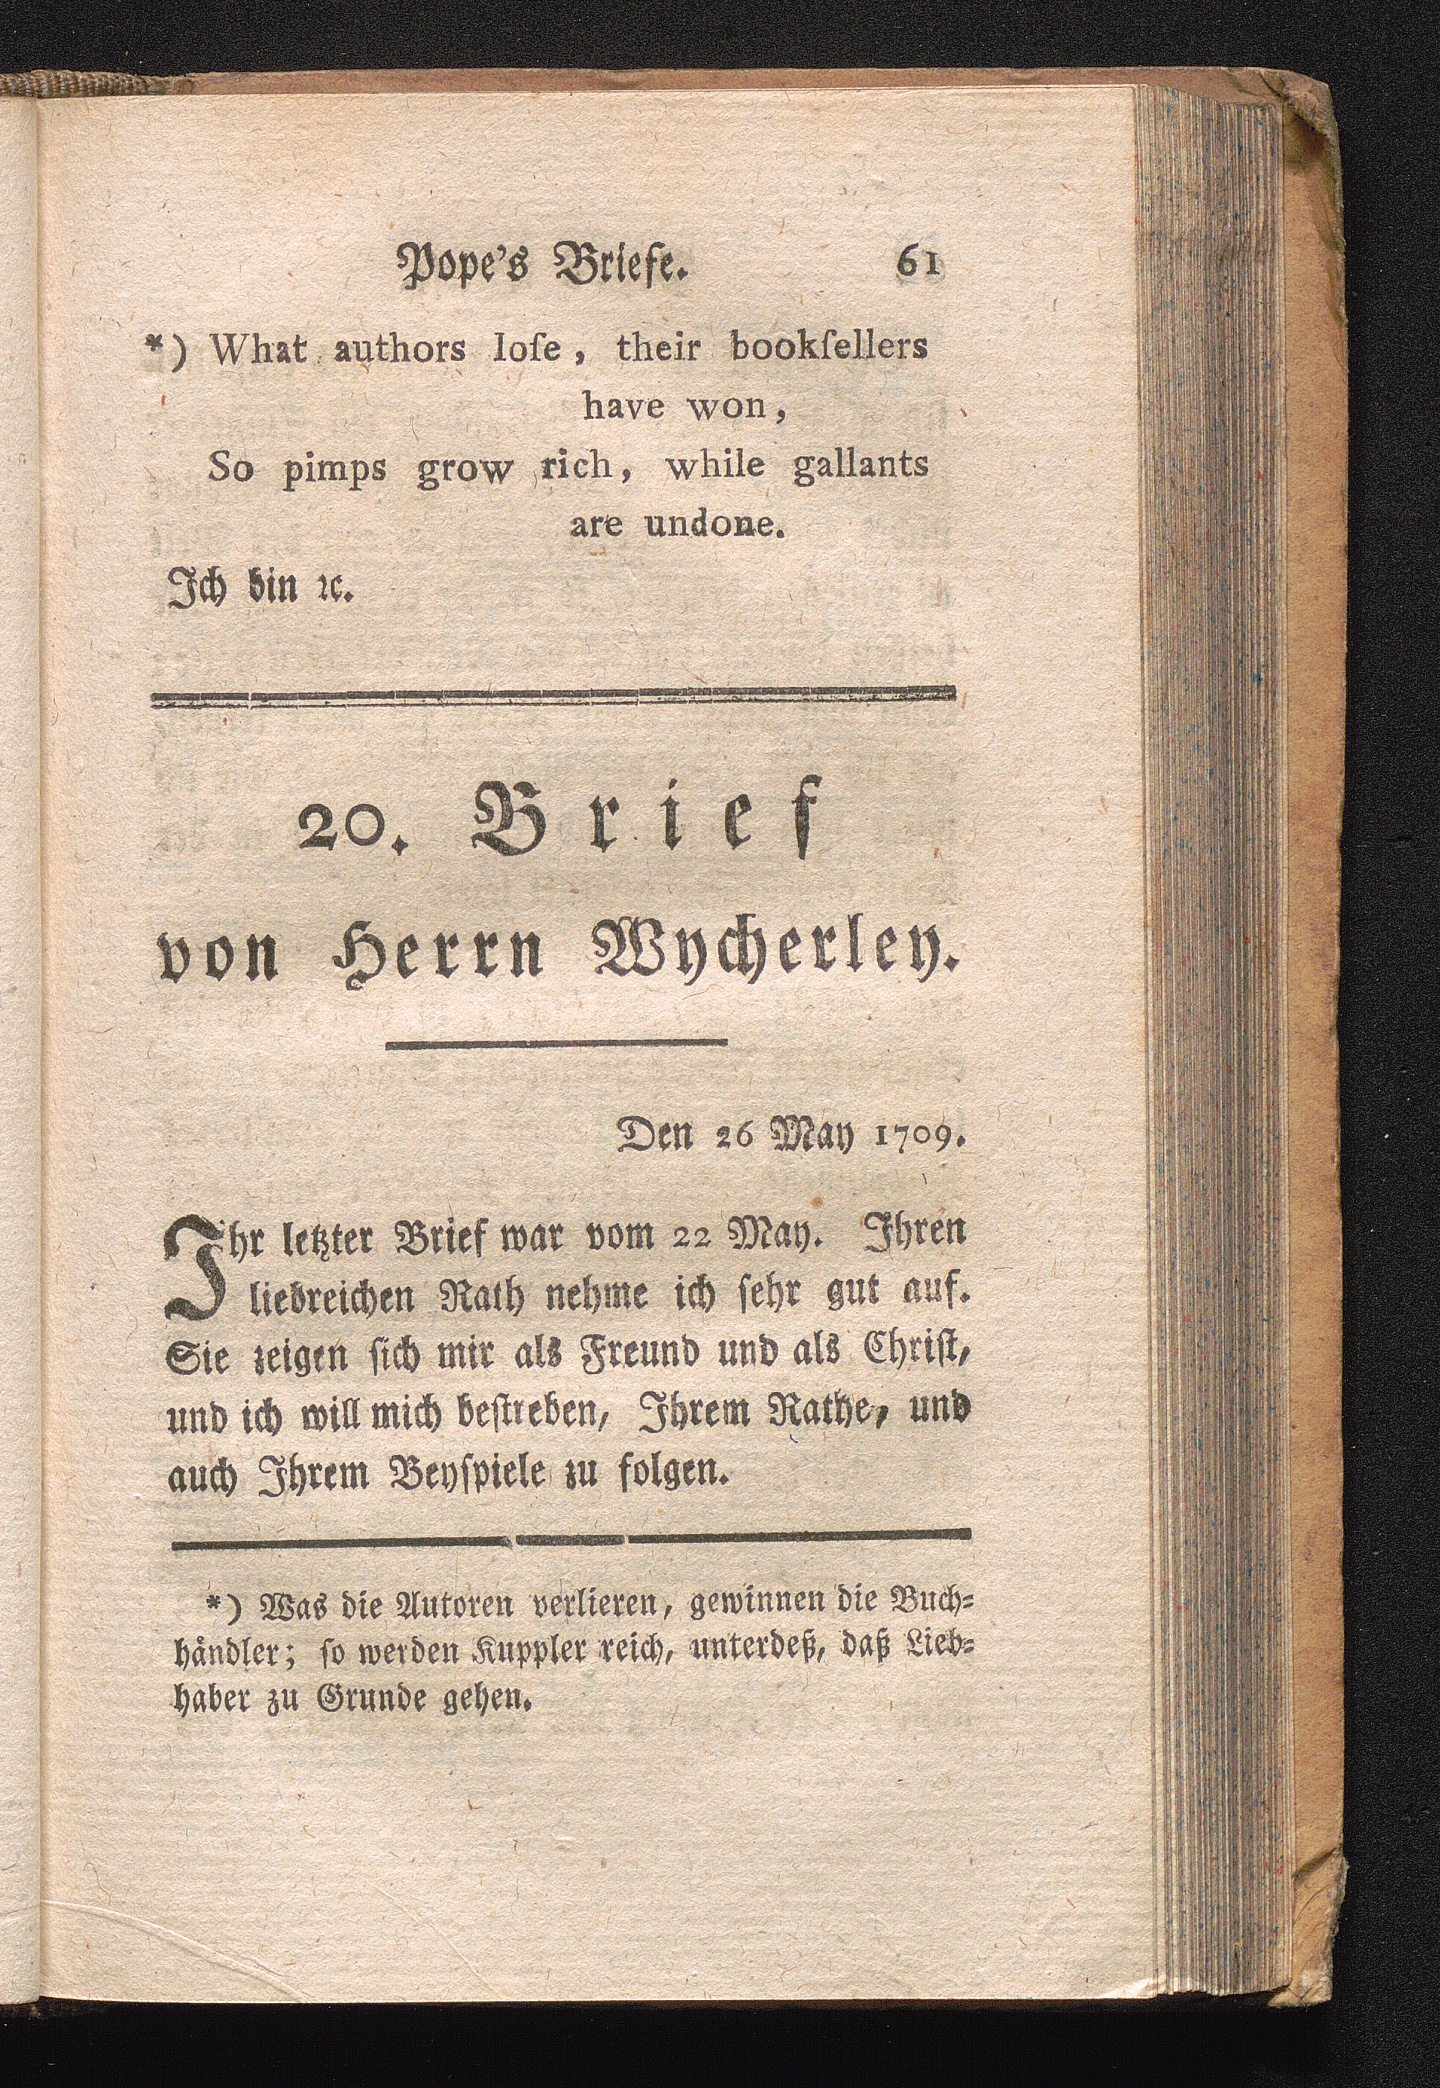 Pope's Briefe. 61
*) What authors loſe, their bookſellers
have won,
So pimps grow rich, while gallants
are undone.
Ich bin ꝛc.
20. Brief
von Herrn Wycherley.
Den 26 May 1709.
Ihr letzter Brief war vom 22 May. Ihren
liebreichen Rath nehme ich ſehr gut auf.
Sie zeigen ſich mir als Freund und als Chriſt,
und ich will mich beſtreben, Ihrem Rathe, und
auch Ihrem Beyſpiele zu folgen.
*) Was die Autoren verlieren, gewinnen die Buch-
händler; ſo werden Kuppler reich, unterdeß, daß Lieb-
haber zu Grunde gehen.